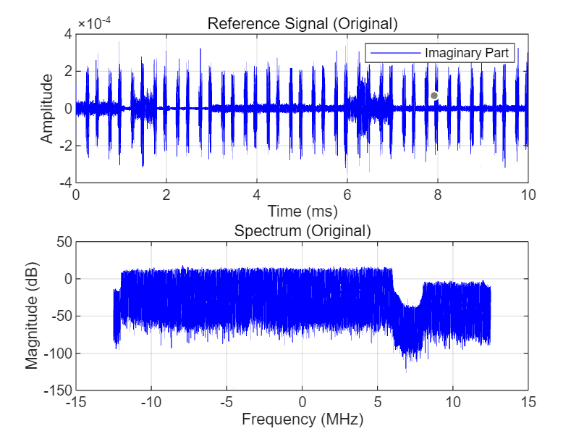 Reference Signal (Original)
×10⁻⁴
4
2
0
-2
-4
Amplitude
Imaginary Part
0 2 4 6 8 10
Time (ms)
Spectrum (Original)
50
0
-50
-100
-150
Magnitude (dB)
-15 -10 -5 0 5 10 15
Frequency (MHz)